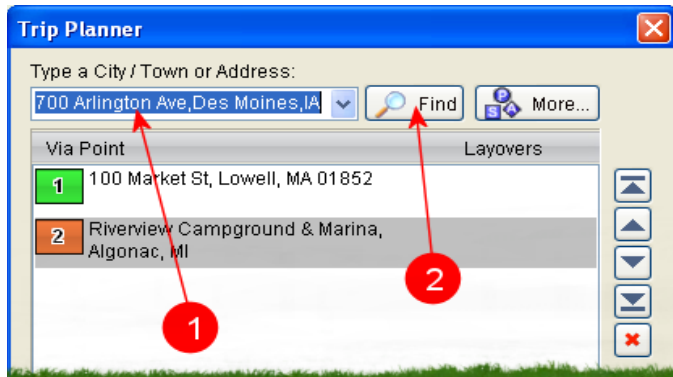 Trip Planner
Type a City / Town or Address:
700 Arlington Ave,Des Moines,IA Find PSA More...
Via Point Layovers
1 100 Market St, Lowell, MA 01852
2 Riverview Campground & Marina,
Algonac, MI
2
1